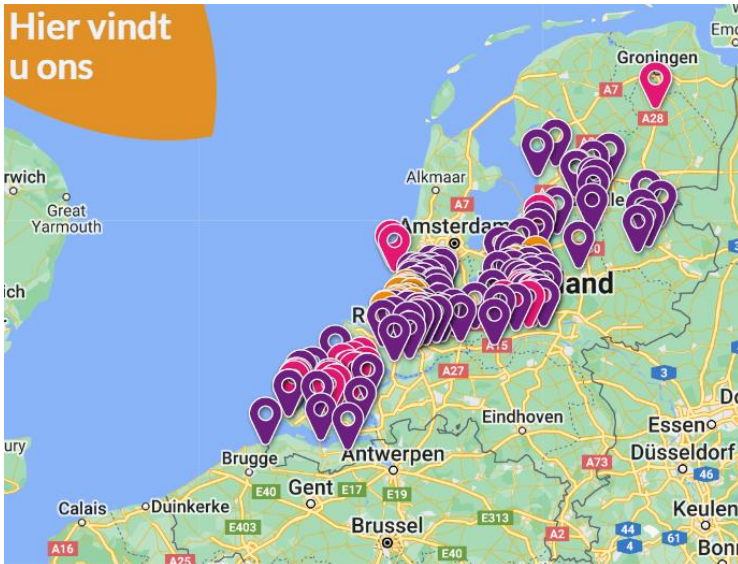 Hier vindt
u ons
Groningen
A7
A28
Alkmaar
A7
rwich
Great
Yarmouth
Amsterdam
ich
land
A15
A27
3
Eindhoven
Essen
Do
Düsseldorf
A73
46
ury
Brugge
Antwerpen
E40
Gent
E17
E19
Calais
Duinkerke
E403
E313
Keulen
44
4
61
A2
Brussel
A16
A25
E40
Bonn